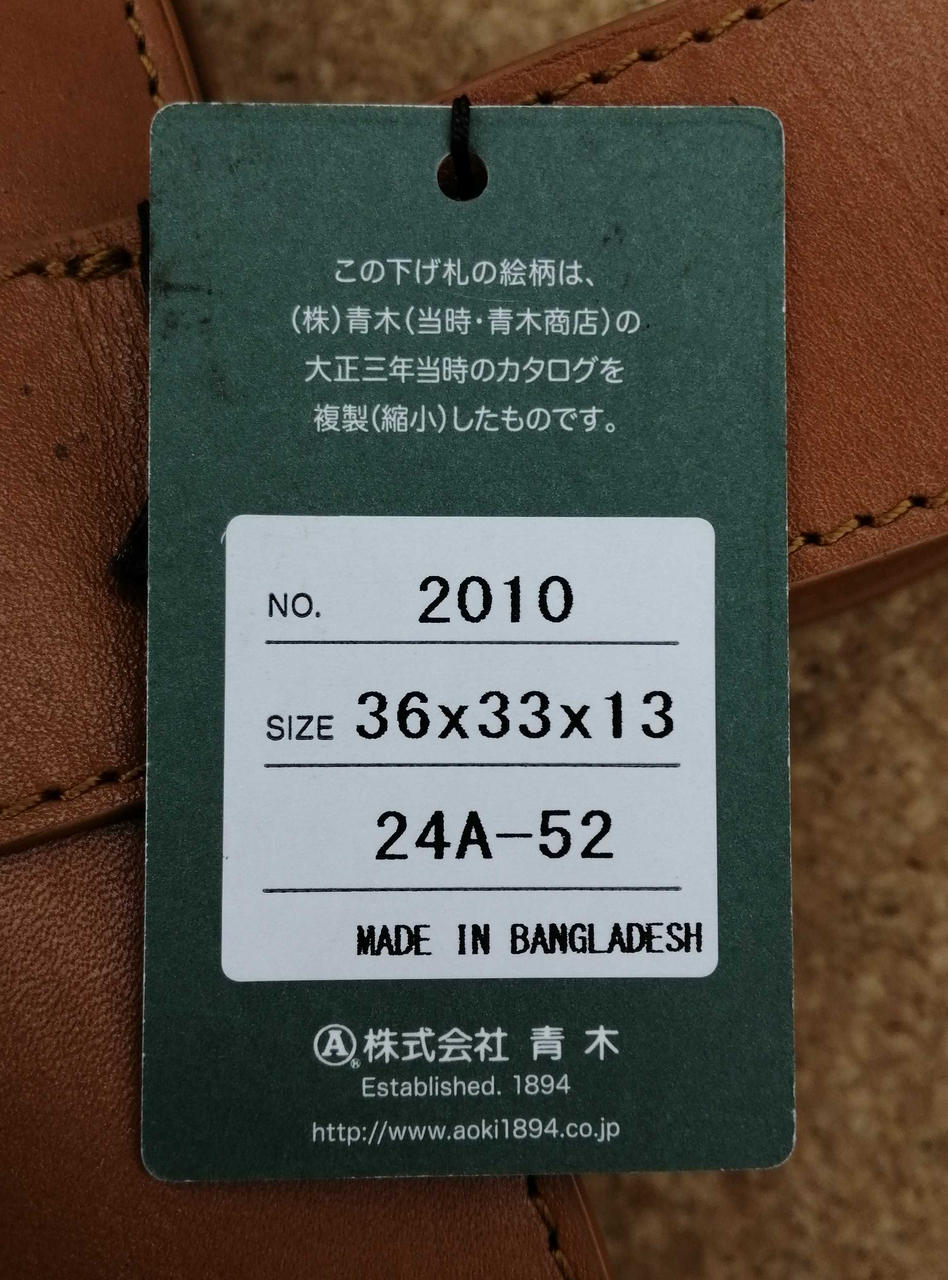 この下げ札の絵柄は、
(株)青木(当時・青木商店)の
大正三年当時のカタログを
複製(縮小)したものです。
NO. 2010
SIZE 36x33x13
24A-52
MADE IN BANGLADESH
Ⓐ®株式会社 青木
Established. 1894
http://www.aoki1894.co.jp